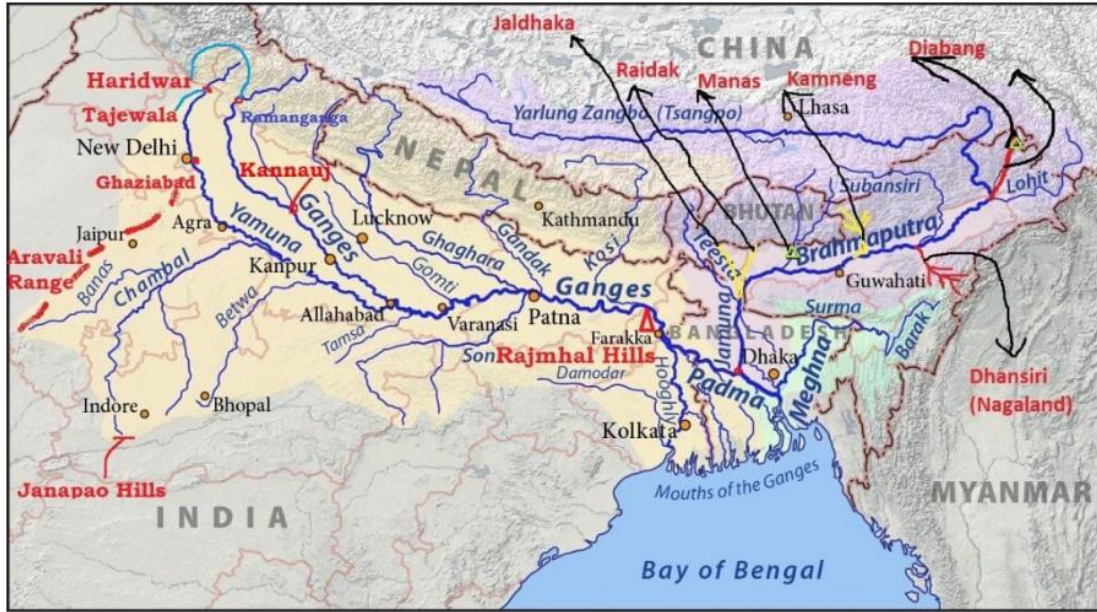 Jaldhaka
CHINA
Diabang
Raidak
Manas
Kamneng
Haridwar
Tajewala
Ramanganga
Yarlung Zangbo (Tsangpo)
Lhasa
New Delhi
NEPAL
Ghaziabad
Kannauj
Subansiri
Lohit
Agra
Yamuna
Ganges
Lucknow
Kathmandu
BHUTAN
Jaipur
Aravali
Range
Banas
Chambal
Kanpur
Ghaghara
Gandak
Kosi
Teesta
Brahmaputra
Guwahati
Betwa
Gomti
Ganges
Allahabad
Varanasi
Patna
Surma
Tamsa
Son
Farakka
BANGLADESH
Jamuna
Barak
Rajmhal Hills
Damodar
Hooghly
Padma
Dhaka
Meghna
Dhansiri
(Nagaland)
Indore
Bhopal
Kolkata
Janapao Hills
Mouths of the Ganges
MYANMAR
INDIA
Bay of Bengal